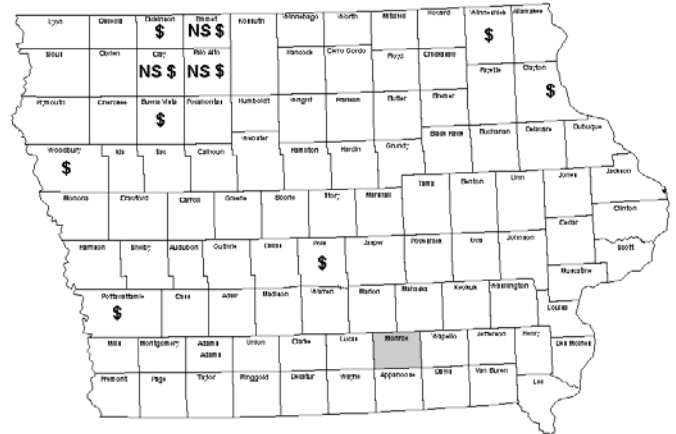 Lyon Osceola Dickinson Emmet Kossuth Winnebago Worth Mitchell Howard Winneshiek Allamakee
$ NS $ $
Sioux Obrien Clay Palo Alto Hancock Cerro Gordo Floyd Chickasaw Fayette Clayton
NS $ NS $ $
Plymouth Cherokee Buena Vista Pocahontas Humboldt Wright Franklin Butler Bremer
$
Webster Black Hawk Buchanan Delaware Dubuque
Woodbury Ida Sac Calhoun Hamilton Hardin Grundy
$
Monona Crawford Carroll Greene Boone Story Marshall Tama Benton Linn Jones Jackson
Cedar Clinton
Harrison Shelby Audubon Guthrie Dallas Polk Jasper Poweshiek Iowa Johnson Scott
$
Muscatine
Pottawattamie Cass Adair Madison Warren Marion Mahaska Keokuk Washington
$
Louisa
Mills Montgomery Adams Union Clarke Lucas Monroe Wapello Jefferson Henry Des Moines
Adams
Fremont Page Taylor Ringgold Decatur Wayne Appanoose Davis Van Buren Lee